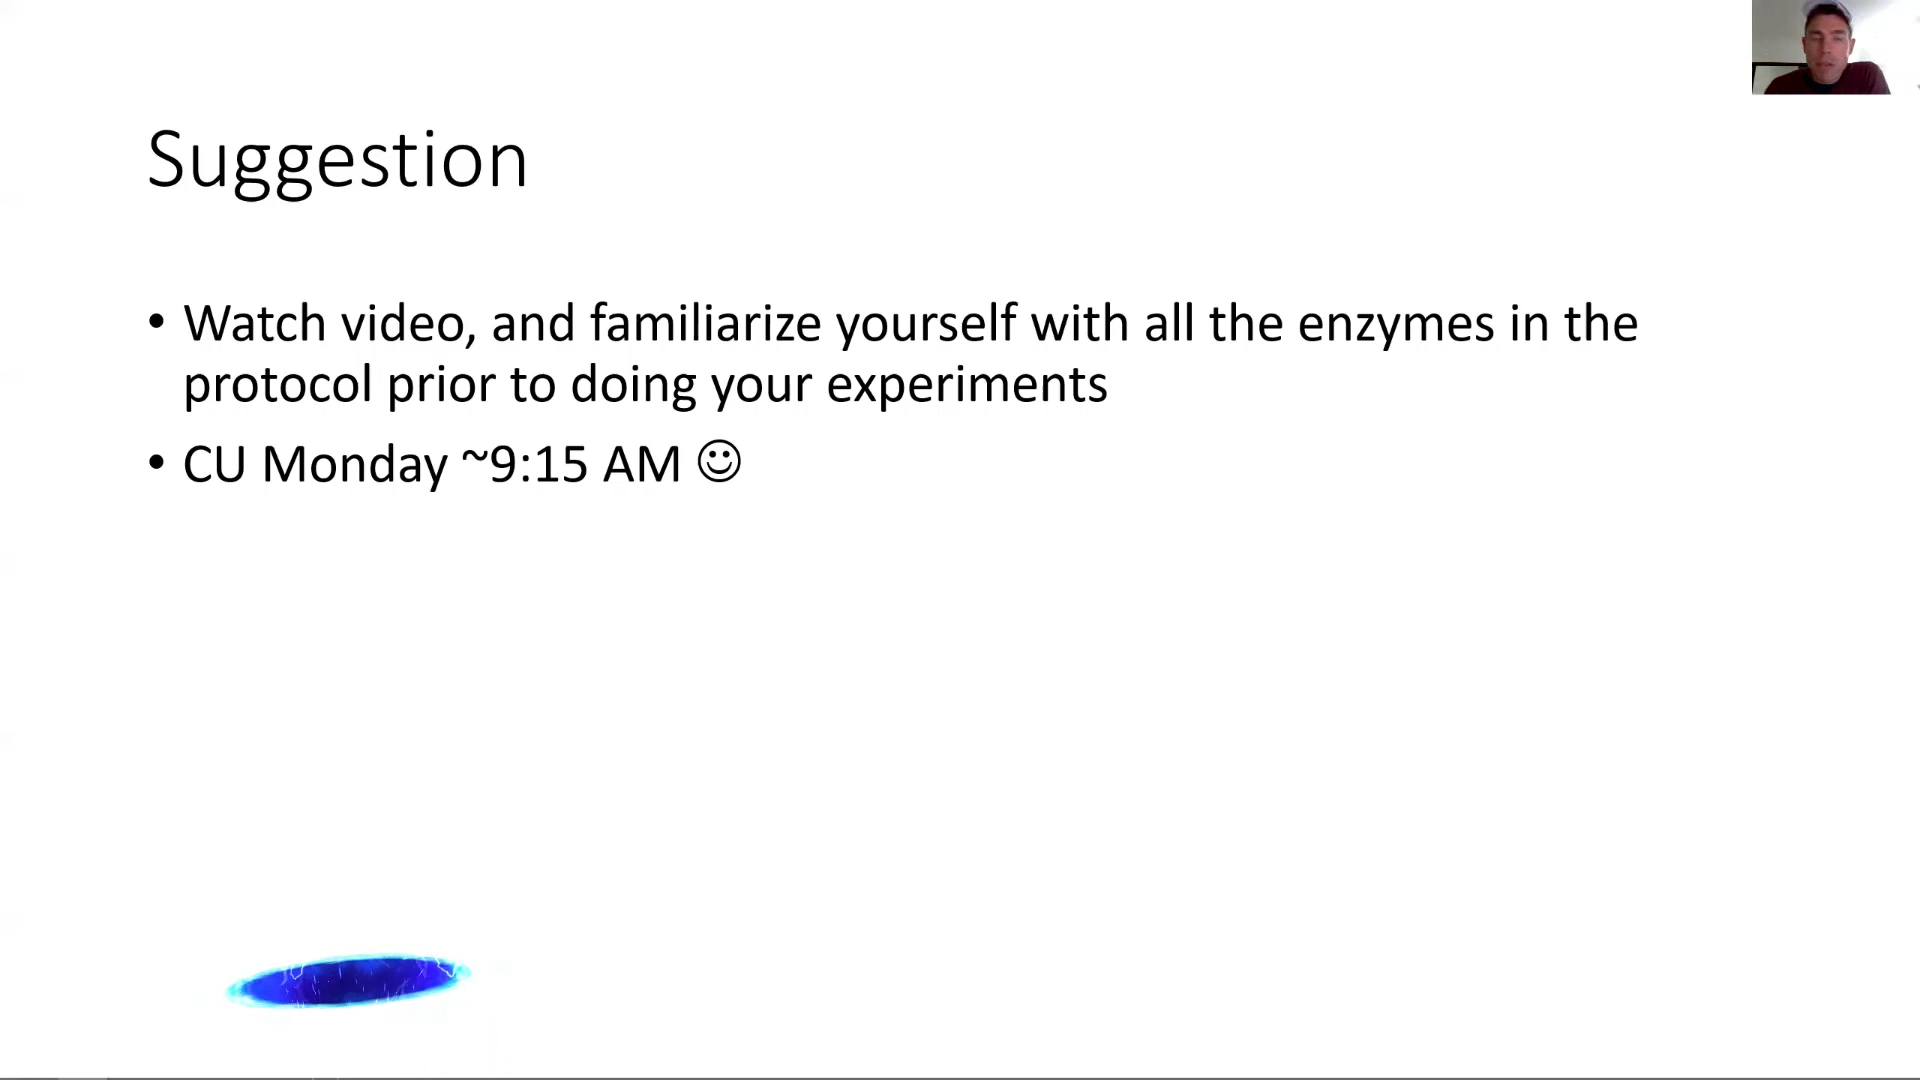 Suggestion
• Watch video, and familiarize yourself with all the enzymes in the
protocol prior to doing your experiments
• CU Monday ~9:15 AM ☺